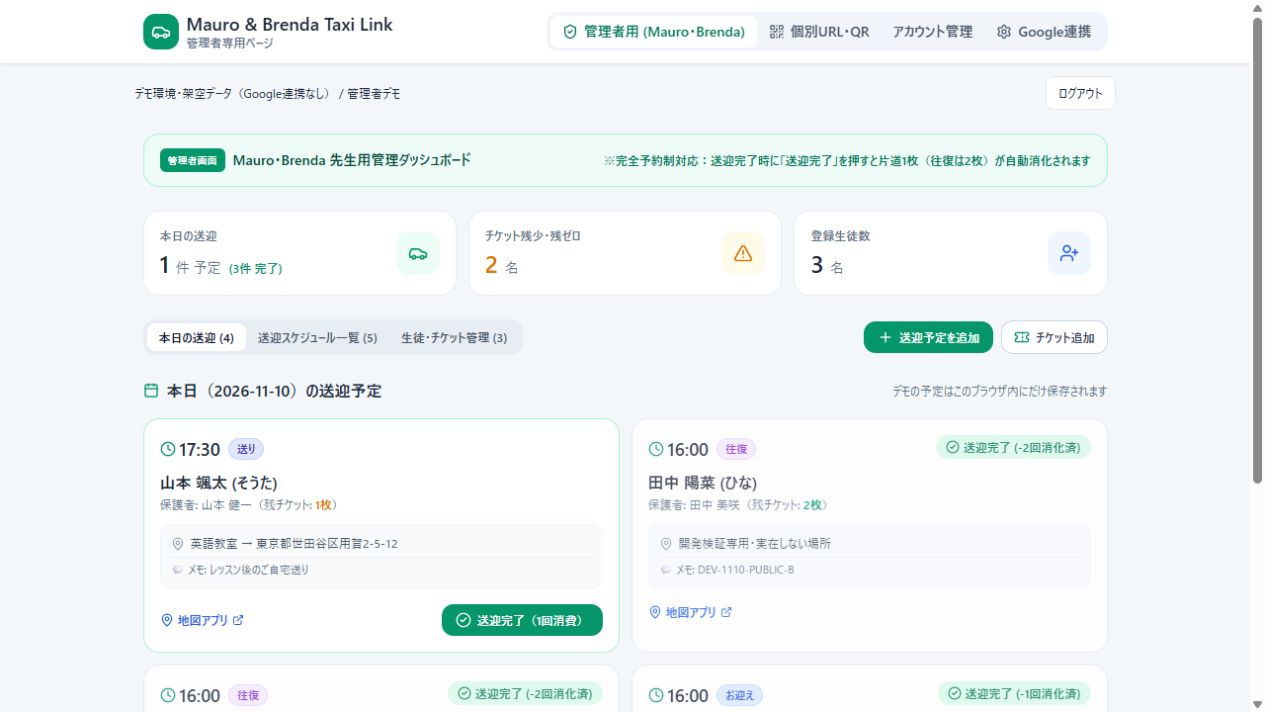 Mauro & Brenda Taxi Link
管理者専用ページ
管理者用 (Mauro・Brenda)
個別URL・QR
アカウント管理
Google連携
デモ環境・架空データ（Google連携なし） / 管理者デモ
ログアウト
管理者画面
Mauro・Brenda 先生用管理ダッシュボード
※完全予約制対応：送迎完了時に「送迎完了」を押すと片道1枚（往復は2枚）が自動消化されます
本日の送迎
1 件 予定 (3件 完了)
チケット残少・残ゼロ
2 名
登録生徒数
3 名
本日の送迎 (4)
送迎スケジュール一覧 (5)
生徒・チケット管理 (3)
送迎予定を追加
チケット追加
本日（2026-11-10）の送迎予定
デモの予定はこのブラウザ内にだけ保存されます
17:30 送り
山本 颯太 (そうた)
保護者: 山本 健一（残チケット: 1枚）
英語教室 → 東京都世田谷区用賀2-5-12
メモ: レッスン後のご自宅送り
地図アプリ
送迎完了（1回消費）
16:00 往復
送迎完了 (-2回消化済)
田中 陽菜 (ひな)
保護者: 田中 美咲（残チケット: 2枚）
開発検証専用・実在しない場所
メモ: DEV-1110-PUBLIC-B
地図アプリ
16:00 往復
送迎完了 (-2回消化済)
16:00 お迎え
送迎完了 (-1回消化済)